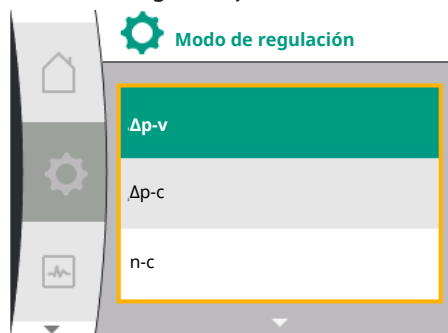 Modo de regulación
Δp-v
Δp-c
n-c